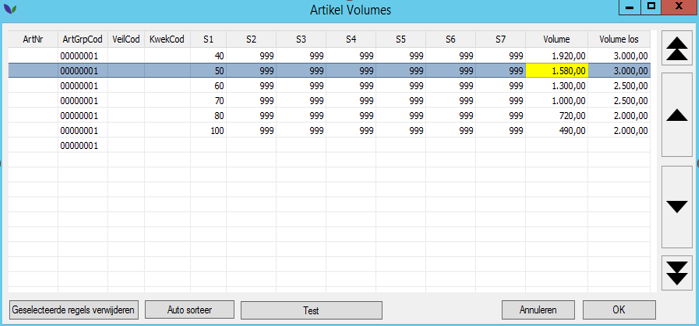 Artikel Volumes
ArtNr ArtGrpCod VeilCod KwekCod S1 S2 S3 S4 S5 S6 S7 Volume Volume los
00000001 40 999 999 999 999 999 999 1.920,00 3.000,00
00000001 50 999 999 999 999 999 999 1.580,00 3.000,00
00000001 60 999 999 999 999 999 999 1.300,00 2.500,00
00000001 70 999 999 999 999 999 999 1.000,00 2.500,00
00000001 80 999 999 999 999 999 999 720,00 2.000,00
00000001 100 999 999 999 999 999 999 490,00 2.000,00
00000001
Geselecteerde regels verwijderen Auto sorteer Test Annuleren OK